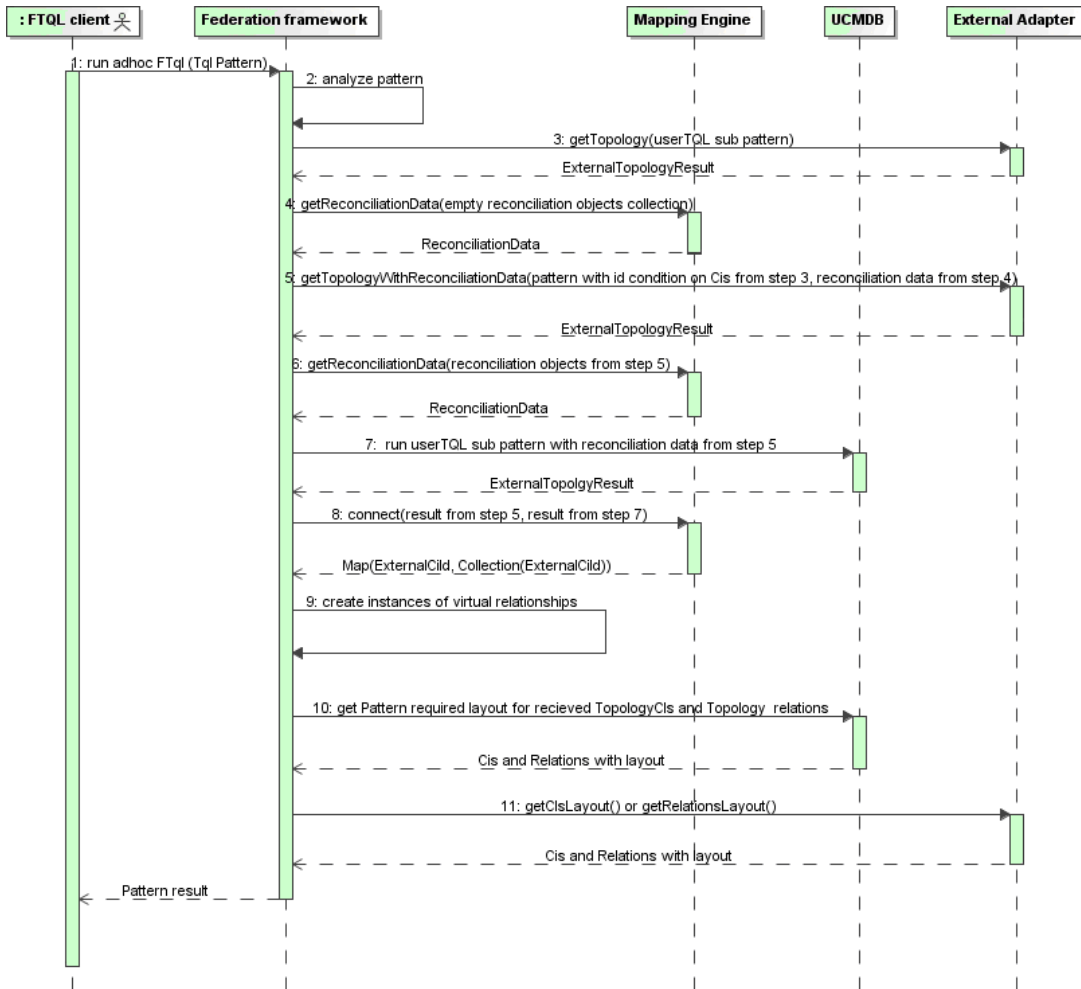 : FTQL client
Federation framework
Mapping Engine
UCMDB
External Adapter
1: run adhoc FTql (Tql Pattern)
2: analyze pattern
3: getTopology(userTQL sub pattern)
ExternalTopologyResult
4: getReconciliationData(empty reconciliation objects collection)
ReconciliationData
5: getTopologyWithReconciliationData(pattern with id condition on Cis from step 3, reconciliation data from step 4)
ExternalTopologyResult
6: getReconciliationData(reconciliation objects from step 5)
ReconciliationData
7: run userTQL sub pattern with reconciliation data from step 5
ExternalTopolgyResult
8: connect(result from step 5, result from step 7)
Map(ExternalCiId, Collection(ExternalCiId))
9: create instances of virtual relationships
10: get Pattern required layout for recieved TopologyCIs and Topology relations
Cis and Relations with layout
11: getCIsLayout() or getRelationsLayout()
Cis and Relations with layout
Pattern result